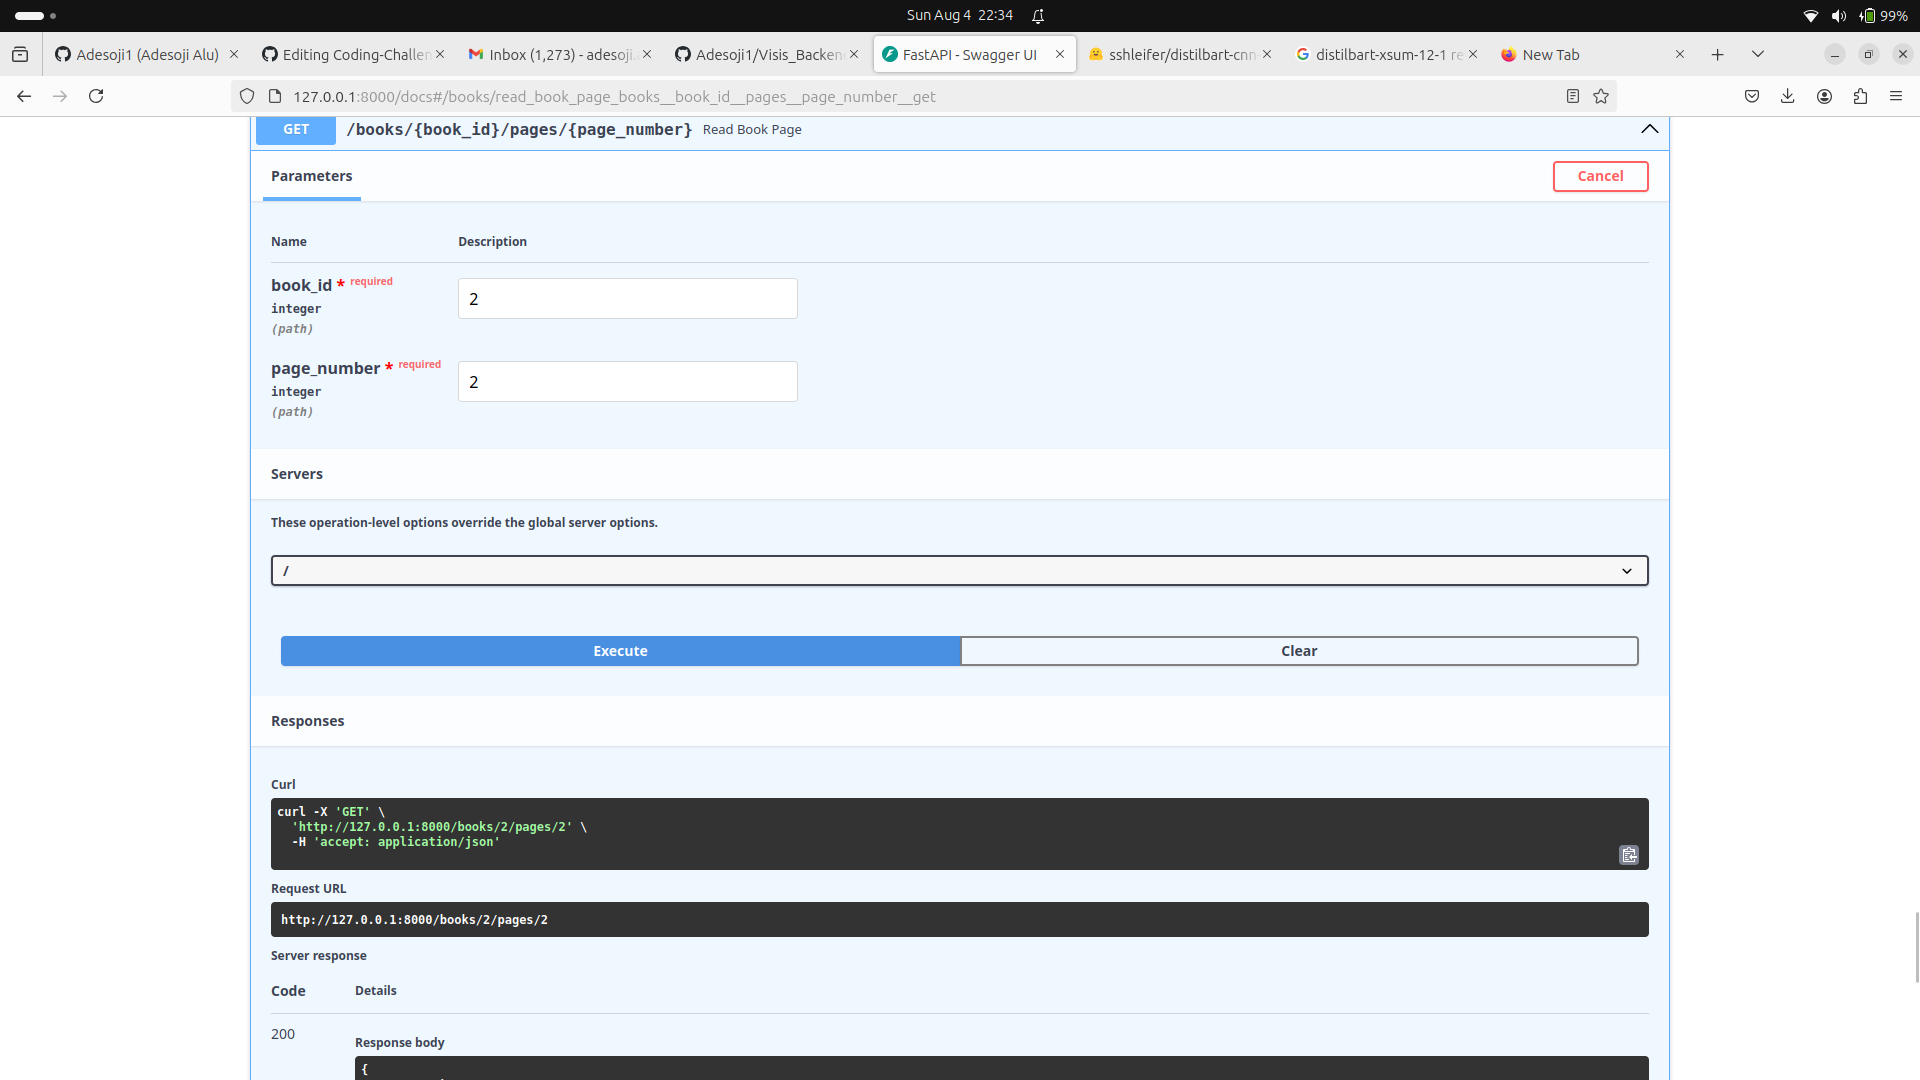 Sun Aug 4 22:34
99%
Adesoji1 (Adesoji Alu)
Editing Coding-Challen
Inbox (1,273) - adesoji.
Adesoji1/Visis_Backen
FastAPI - Swagger UI
sshleifer/distilbart-cnn
distilbart-xsum-12-1 re
New Tab
127.0.0.1:8000/docs#/books/read_book_page_books__book_id__pages__page_number__get
GET /books/{book_id}/pages/{page_number} Read Book Page
Parameters
Cancel
Name Description
book_id * required
integer
(path)
2
page_number * required
integer
(path)
2
Servers
These operation-level options override the global server options.
/
Execute
Clear
Responses
Curl
curl -X 'GET' \
'http://127.0.0.1:8000/books/2/pages/2' \
-H 'accept: application/json'
Request URL
http://127.0.0.1:8000/books/2/pages/2
Server response
Code Details
200
Response body
{